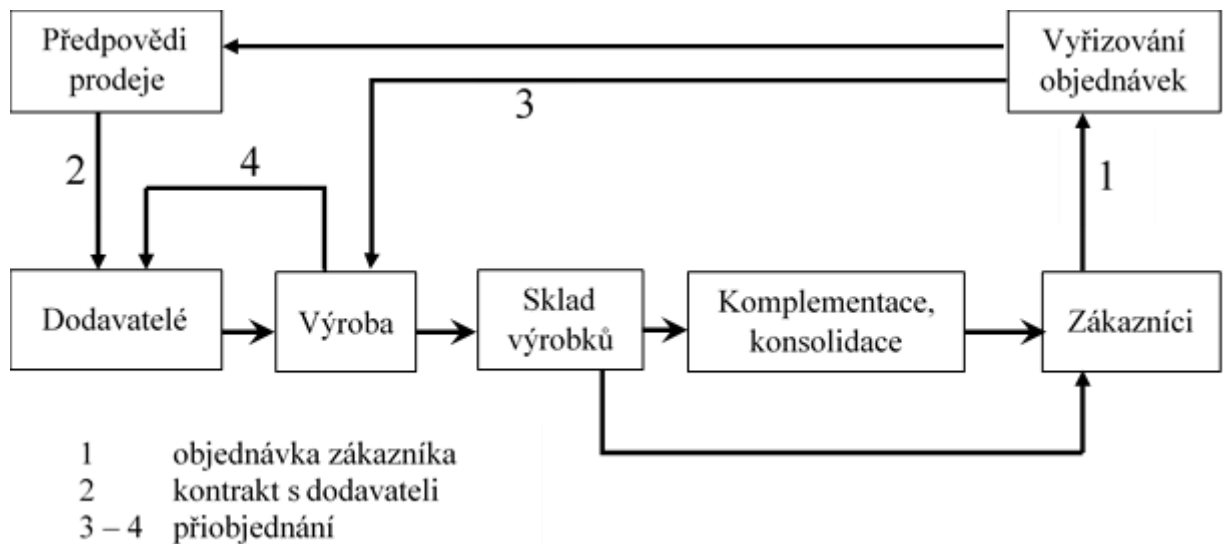 Předpovědi
prodeje
Vyřizování
objednávek
3
2
4
1
Dodavatelé
Výroba
Sklad
výrobků
Komplementace,
konsolidace
Zákazníci
1 objednávka zákazníka
2 kontrakt s dodavateli
3 – 4 přiobjednání